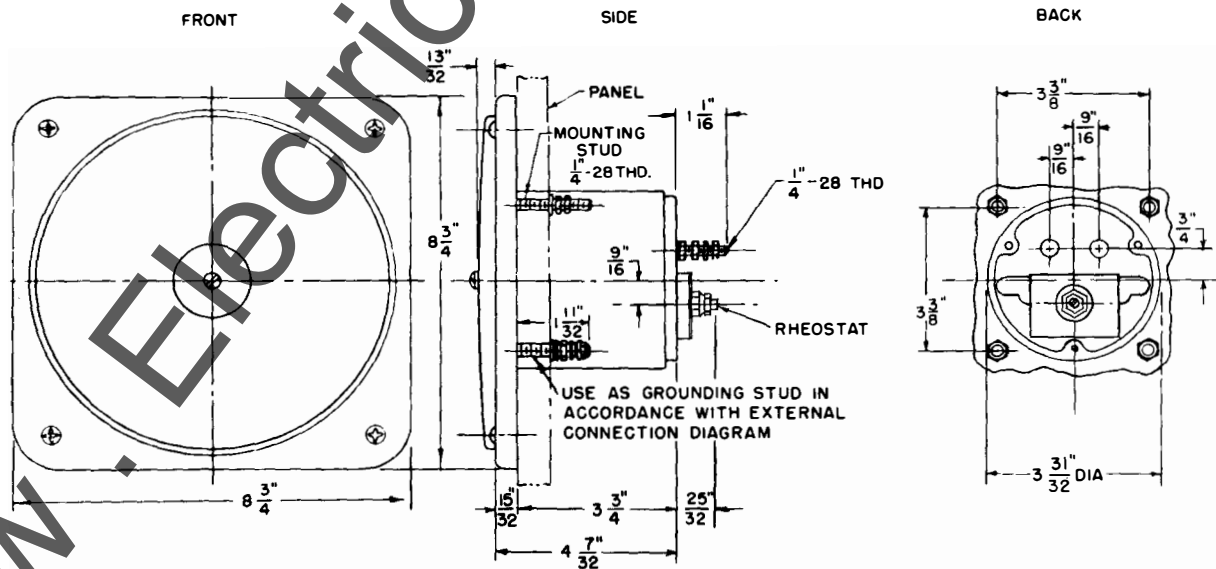 FRONT
SIDE
BACK
13"
32
PANEL
1 1"
16
MOUNTING
STUD
1"
4 -28 THD.
1"
4 -28 THD
8 3"
4
9"
16
1 11"
32
RHEOSTAT
USE AS GROUNDING STUD IN
ACCORDANCE WITH EXTERNAL
CONNECTION DIAGRAM
8 3"
4
15"
32
3 3"
4
25"
32
4 7"
32
3 3"
8
9"
16
9"
16
3"
4
3 3"
8
3 31"
32 DIA
w . Electric